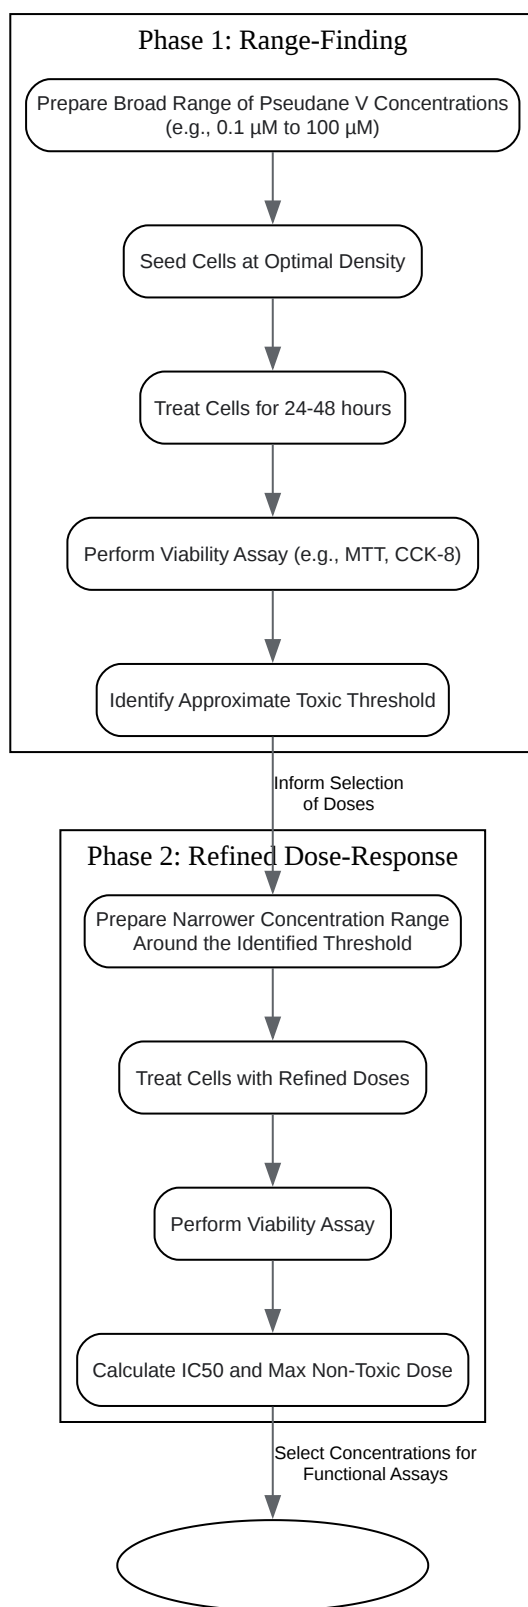 Phase 1: Range-Finding
Prepare Broad Range of Pseudane V Concentrations
(e.g., 0.1 µM to 100 µM)
Seed Cells at Optimal Density
Treat Cells for 24-48 hours
Perform Viability Assay (e.g., MTT, CCK-8)
Identify Approximate Toxic Threshold
Inform Selection
of Doses
Phase 2: Refined Dose-Response
Prepare Narrower Concentration Range
Around the Identified Threshold
Treat Cells with Refined Doses
Perform Viability Assay
Calculate IC50 and Max Non-Toxic Dose
Select Concentrations for
Functional Assays